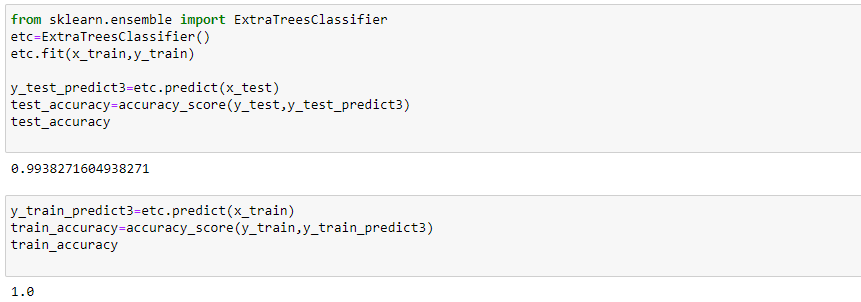 from sklearn.ensemble import ExtraTreesClassifier
etc=ExtraTreesClassifier()
etc.fit(x_train,y_train)
y_test_predict3=etc.predict(x_test)
test_accuracy=accuracy_score(y_test,y_test_predict3)
test_accuracy
0.9938271604938271
y_train_predict3=etc.predict(x_train)
train_accuracy=accuracy_score(y_train,y_train_predict3)
train_accuracy
1.0